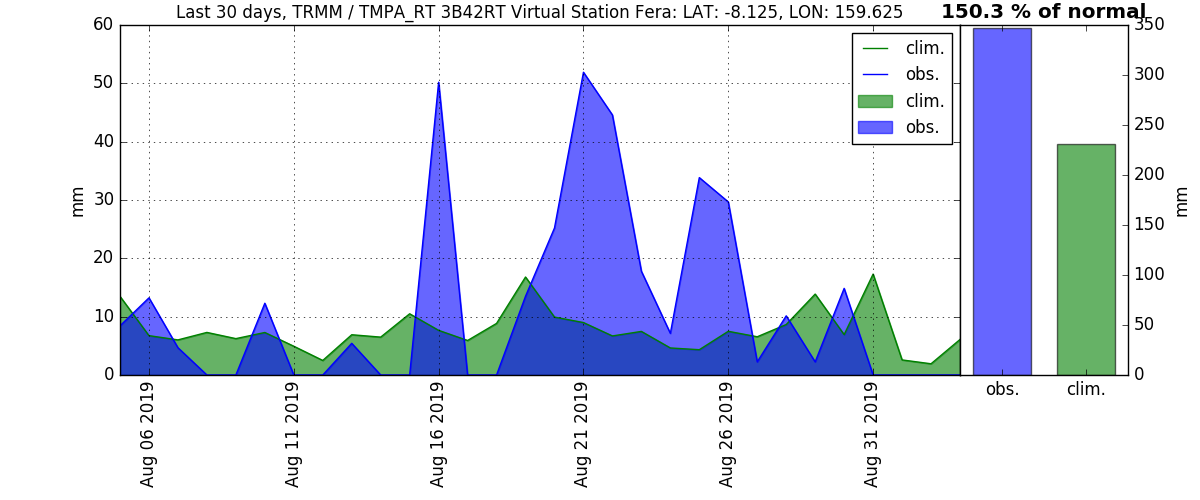 Last 30 days, TRMM / TMPA_RT 3B42RT Virtual Station Fera: LAT: -8.125, LON: 159.625
150.3 % of normal
60
50
40
30
20
10
0
mm
clim.
obs.
clim.
obs.
Aug 06 2019
Aug 11 2019
Aug 16 2019
Aug 21 2019
Aug 26 2019
Aug 31 2019
350
300
250
200
150
100
50
0
mm
obs. clim.